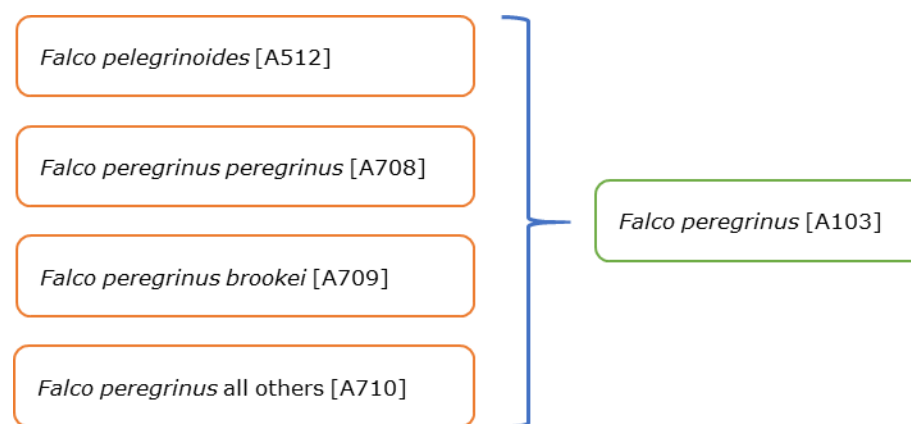 Falco pelegrinoides [A512]
Falco peregrinus peregrinus [A708]
Falco peregrinus brookei [A709]
Falco peregrinus all others [A710]
Falco peregrinus [A103]